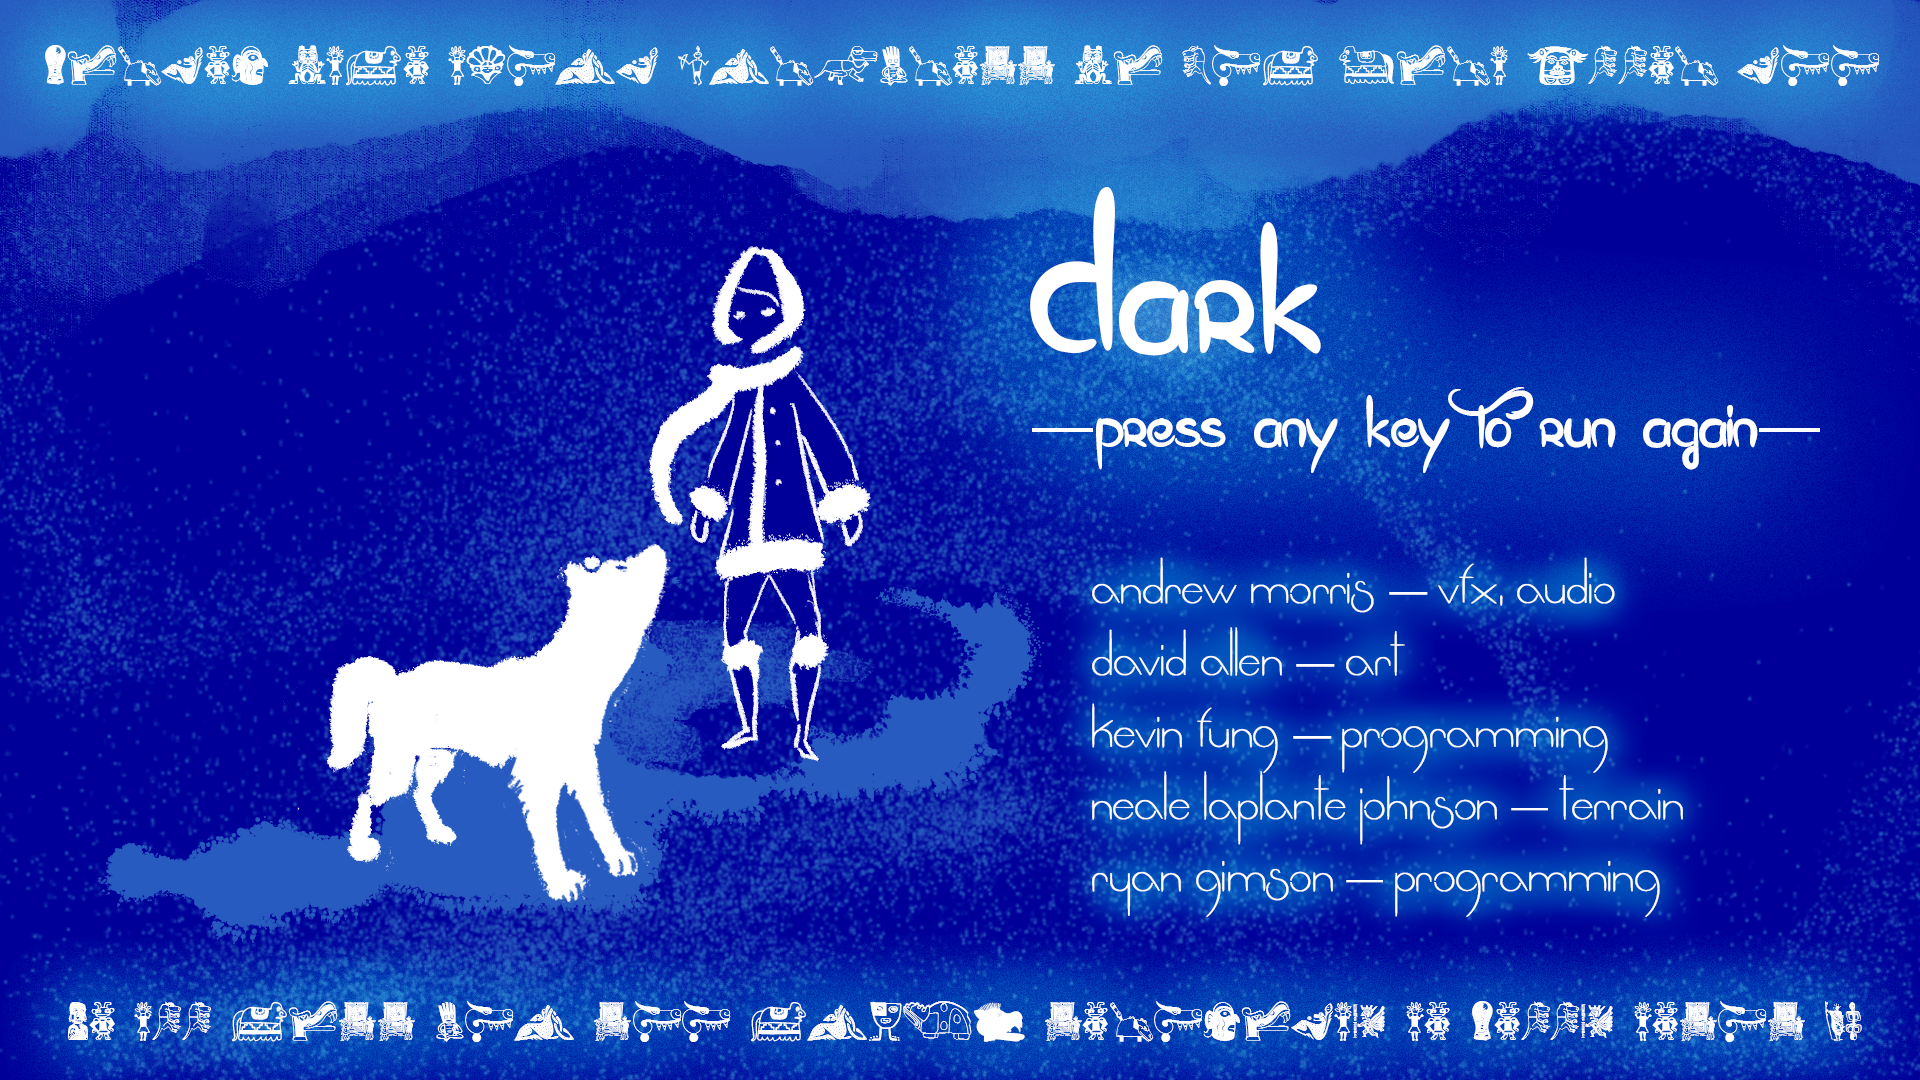 dark
—press any key to run again—
andrew morris — vfx, audio
david allen — art
kevin fung — programming
neale laplante johnson — terrain
ryan gimson — programming